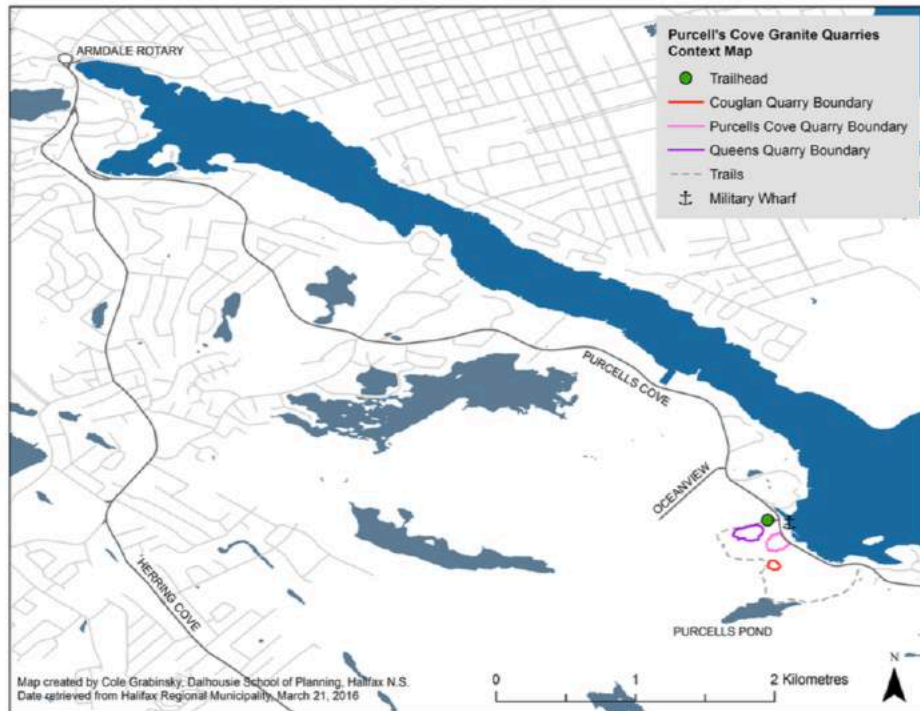 ARMDALE ROTARY
Purcell's Cove Granite Quarries
Context Map
Trailhead
Couglan Quarry Boundary
Purcells Cove Quarry Boundary
Queens Quarry Boundary
Trails
Military Wharf
PURCELLS COVE
OCEANVIEW
HERRING COVE
PURCELLS POND
Map created by Cole Grabinsky, Dalhousie School of Planning, Halifax N.S.
Date retrieved from Halifax Regional Municipality, March 21, 2016
0 1 2 Kilometres
N